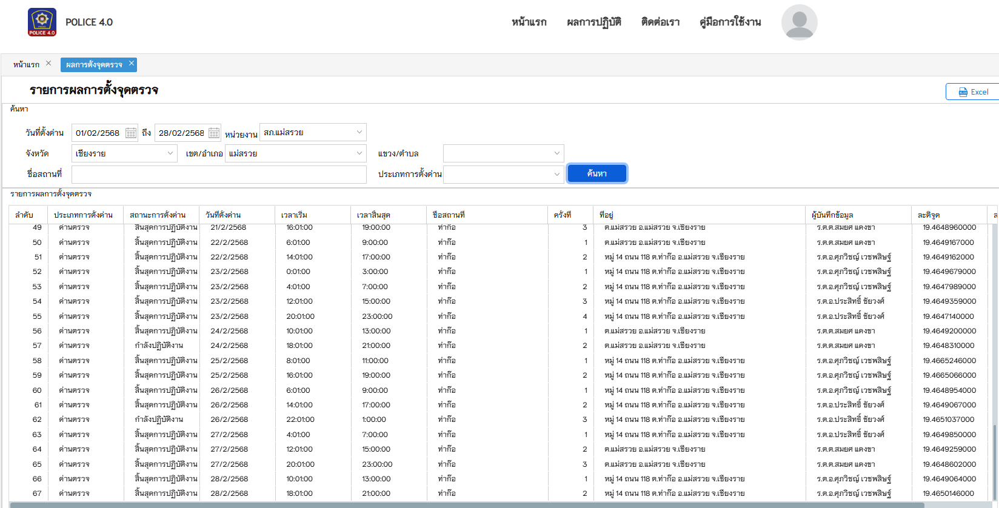 POLICE 4.0
POLICE 4.0 หน้าแรก ผลการปฏิบัติ ติดต่อเรา คู่มือการใช้งาน
หน้าแรก × ผลการตั้งจุดตรวจ ×
รายการผลการตั้งจุดตรวจ
Excel
ค้นหา
วันที่ตั้งด่าน 01/02/2568 ถึง 28/02/2568 หน่วยงาน สภ.แม่สรวย
จังหวัด เชียงราย เขต/อำเภอ แม่สรวย แขวง/ตำบล
ชื่อสถานที่ ประเภทการตั้งด่าน ค้นหา
รายการผลการตั้งจุดตรวจ
ลำดับ ประเภทการตั้งด่าน สถานะการตั้งด่าน วันที่ตั้งด่าน เวลาเริ่ม เวลาสิ้นสุด ชื่อสถานที่ ครั้งที่ ที่อยู่ ผู้บันทึกข้อมูล ละติจูด
49 ด่านตรวจ สิ้นสุดการปฏิบัติงาน 21/2/2568 16:01:00 19:00:00 ท่าก๊อ 3 ต.แม่สรวย อ.แม่สรวย จ.เชียงราย ร.ต.ต.สมยศ แดงขา 19.4648960000
50 ด่านตรวจ สิ้นสุดการปฏิบัติงาน 22/2/2568 6:01:00 9:00:00 ท่าก๊อ 1 ต.แม่สรวย อ.แม่สรวย จ.เชียงราย ร.ต.ต.สมยศ แดงขา 19.4649167000
51 ด่านตรวจ สิ้นสุดการปฏิบัติงาน 22/2/2568 14:01:00 17:00:00 ท่าก๊อ 2 หมู่ 14 ถนน 118 ต.ท่าก๊อ อ.แม่สรวย จ.เชียงราย ร.ต.อ.ศุภวิชญ์ เวชพสิษฐ์ 19.4649162000
52 ด่านตรวจ สิ้นสุดการปฏิบัติงาน 23/2/2568 0:01:00 3:00:00 ท่าก๊อ 1 หมู่ 14 ถนน 118 ต.ท่าก๊อ อ.แม่สรวย จ.เชียงราย ร.ต.อ.ศุภวิชญ์ เวชพสิษฐ์ 19.4649679000
53 ด่านตรวจ สิ้นสุดการปฏิบัติงาน 23/2/2568 4:01:00 7:00:00 ท่าก๊อ 2 หมู่ 14 ถนน 118 ต.ท่าก๊อ อ.แม่สรวย จ.เชียงราย ร.ต.อ.ศุภวิชญ์ เวชพสิษฐ์ 19.4647989000
54 ด่านตรวจ สิ้นสุดการปฏิบัติงาน 23/2/2568 12:01:00 15:00:00 ท่าก๊อ 3 หมู่ 14 ถนน 118 ต.ท่าก๊อ อ.แม่สรวย จ.เชียงราย ร.ต.อ.ประสิทธิ์ ชัยวงศ์ 19.4649359000
55 ด่านตรวจ สิ้นสุดการปฏิบัติงาน 23/2/2568 20:01:00 23:00:00 ท่าก๊อ 4 หมู่ 14 ถนน 118 ต.ท่าก๊อ อ.แม่สรวย จ.เชียงราย ร.ต.อ.ประสิทธิ์ ชัยวงศ์ 19.4647140000
56 ด่านตรวจ สิ้นสุดการปฏิบัติงาน 24/2/2568 10:01:00 13:00:00 ท่าก๊อ 1 ต.แม่สรวย อ.แม่สรวย จ.เชียงราย ร.ต.ต.สมยศ แดงขา 19.4649200000
57 ด่านตรวจ กำลังปฏิบัติงาน 24/2/2568 18:01:00 21:00:00 ท่าก๊อ 2 ต.แม่สรวย อ.แม่สรวย จ.เชียงราย ร.ต.ต.สมยศ แดงขา 19.4648310000
58 ด่านตรวจ สิ้นสุดการปฏิบัติงาน 25/2/2568 8:01:00 11:00:00 ท่าก๊อ 1 หมู่ 14 ถนน 118 ต.ท่าก๊อ อ.แม่สรวย จ.เชียงราย ร.ต.อ.ศุภวิชญ์ เวชพสิษฐ์ 19.4665246000
59 ด่านตรวจ สิ้นสุดการปฏิบัติงาน 25/2/2568 16:01:00 19:00:00 ท่าก๊อ 2 หมู่ 14 ถนน 118 ต.ท่าก๊อ อ.แม่สรวย จ.เชียงราย ร.ต.อ.ศุภวิชญ์ เวชพสิษฐ์ 19.4665066000
60 ด่านตรวจ สิ้นสุดการปฏิบัติงาน 26/2/2568 6:01:00 9:00:00 ท่าก๊อ 1 หมู่ 14 ถนน 118 ต.ท่าก๊อ อ.แม่สรวย จ.เชียงราย ร.ต.อ.ศุภวิชญ์ เวชพสิษฐ์ 19.4648954000
61 ด่านตรวจ สิ้นสุดการปฏิบัติงาน 26/2/2568 14:01:00 17:00:00 ท่าก๊อ 2 หมู่ 14 ถนน 118 ต.ท่าก๊อ อ.แม่สรวย จ.เชียงราย ร.ต.อ.ประสิทธิ์ ชัยวงศ์ 19.4649067000
62 ด่านตรวจ กำลังปฏิบัติงาน 26/2/2568 22:01:00 1:00:00 ท่าก๊อ 3 หมู่ 14 ถนน 118 ต.ท่าก๊อ อ.แม่สรวย จ.เชียงราย ร.ต.อ.ประสิทธิ์ ชัยวงศ์ 19.4651037000
63 ด่านตรวจ สิ้นสุดการปฏิบัติงาน 27/2/2568 4:01:00 7:00:00 ท่าก๊อ 1 หมู่ 14 ถนน 118 ต.ท่าก๊อ อ.แม่สรวย จ.เชียงราย ร.ต.อ.ประสิทธิ์ ชัยวงศ์ 19.4649850000
64 ด่านตรวจ สิ้นสุดการปฏิบัติงาน 27/2/2568 12:01:00 15:00:00 ท่าก๊อ 2 ต.แม่สรวย อ.แม่สรวย จ.เชียงราย ร.ต.ต.สมยศ แดงขา 19.4649259000
65 ด่านตรวจ สิ้นสุดการปฏิบัติงาน 27/2/2568 20:01:00 23:00:00 ท่าก๊อ 3 ต.แม่สรวย อ.แม่สรวย จ.เชียงราย ร.ต.ต.สมยศ แดงขา 19.4648602000
66 ด่านตรวจ สิ้นสุดการปฏิบัติงาน 28/2/2568 10:01:00 13:00:00 ท่าก๊อ 1 หมู่ 14 ถนน 118 ต.ท่าก๊อ อ.แม่สรวย จ.เชียงราย ร.ต.อ.ศุภวิชญ์ เวชพสิษฐ์ 19.4649064000
67 ด่านตรวจ สิ้นสุดการปฏิบัติงาน 28/2/2568 18:01:00 21:00:00 ท่าก๊อ 2 หมู่ 14 ถนน 118 ต.ท่าก๊อ อ.แม่สรวย จ.เชียงราย ร.ต.อ.ศุภวิชญ์ เวชพสิษฐ์ 19.4650146000